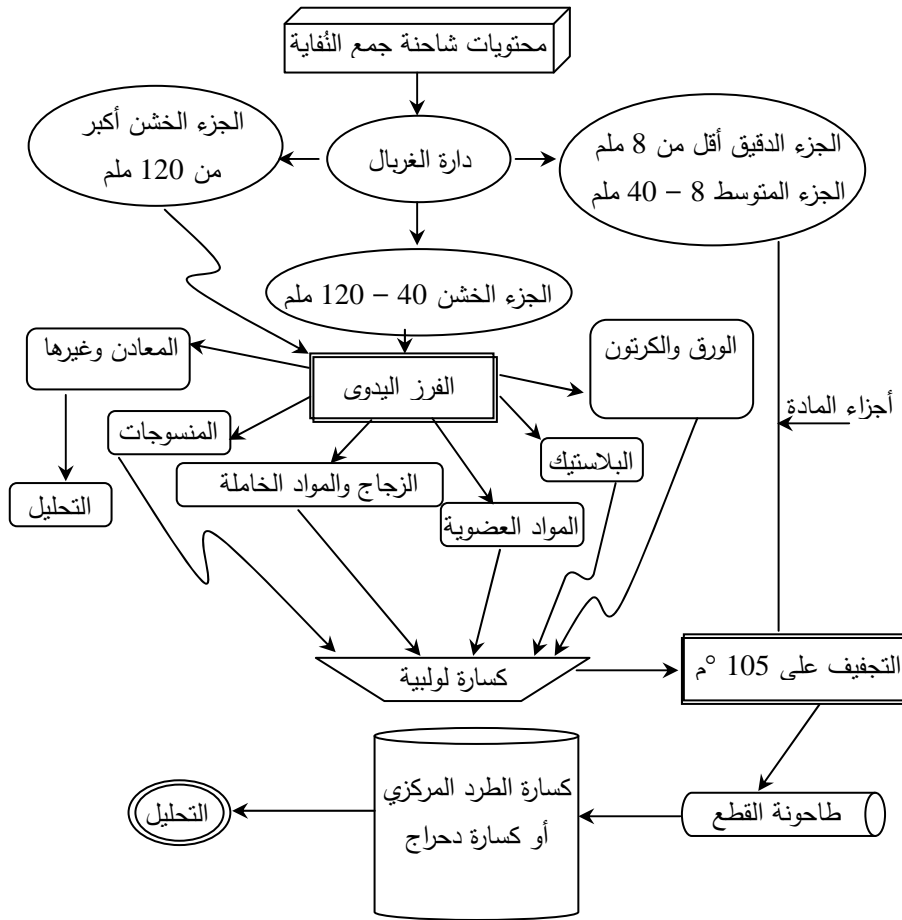 محتويات شاحنة جمع النُفاية
الجزء الخشن أكبر
من 120 ملم
دارة الغربال
الجزء الدقيق أقل من 8 ملم
الجزء المتوسط 8 – 40 ملم
الجزء الخشن 40 – 120 ملم
المعادن وغيرها
الفرز اليدوى
الورق والكرتون
أجزاء المادة
المنسوجات
البلاستيك
الزجاج والمواد الخاملة
التحليل
المواد العضوية
كسارة لولبية
التجفيف على 105 °م
كسارة الطرد المركزي
أو كسارة دحراج
طاحونة القطع
التحليل